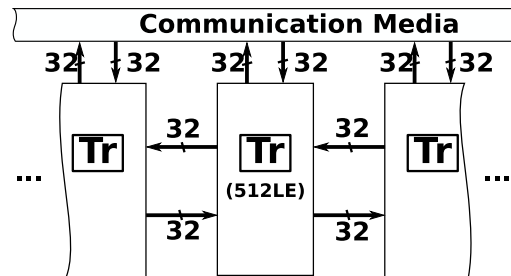 Communication Media
32 32 32 32 32 32
32 32
Tr Tr Tr
... (512LE) ...
32 32